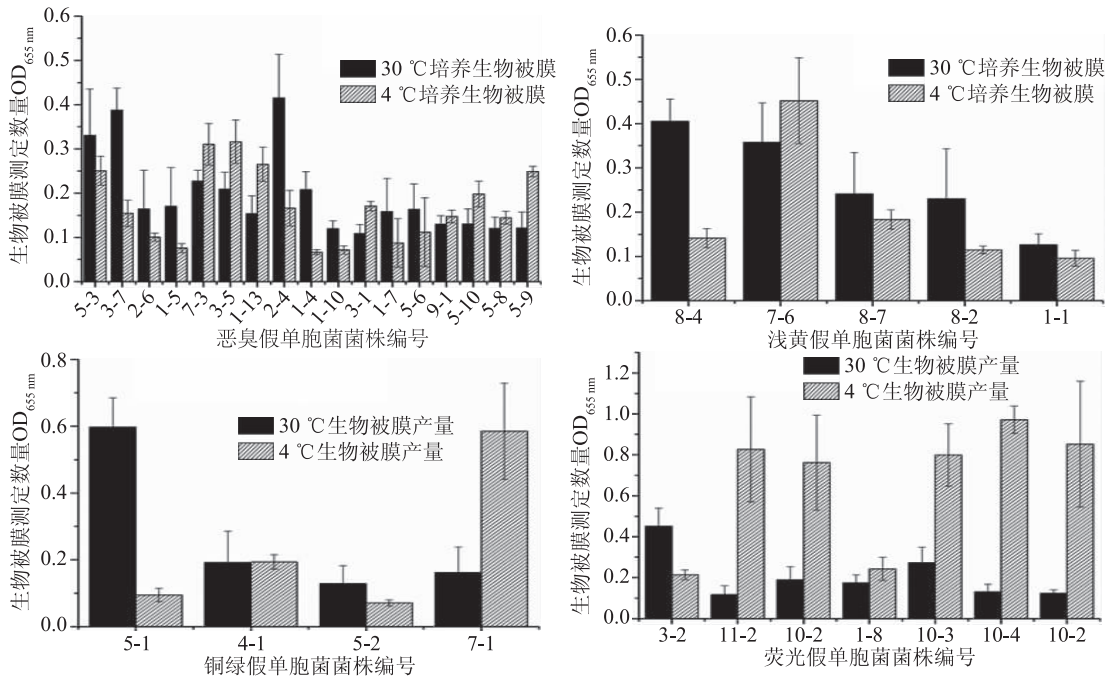 生物被膜测定数量OD655 nm
0.6
0.5
0.4
0.3
0.2
0.1
0.0
30 ℃培养生物被膜
4 ℃培养生物被膜
5-3 3-7 2-6 1-5 7-3 3-5 1-13 2-4 1-4 1-10 3-1 1-7 5-6 9-1 5-10 5-8 5-9
恶臭假单胞菌菌株编号
生物被膜测定数量OD655 nm
0.6
0.5
0.4
0.3
0.2
0.1
0.0
30 ℃培养生物被膜
4 ℃培养生物被膜
8-4 7-6 8-7 8-2 1-1
浅黄假单胞菌菌株编号
生物被膜测定数量OD655 nm
0.8
0.6
0.4
0.2
0.0
30 ℃生物被膜产量
4 ℃生物被膜产量
5-1 4-1 5-2 7-1
铜绿假单胞菌菌株编号
生物被膜测定数量OD655 nm
1.2
1.0
0.8
0.6
0.4
0.2
0.0
30 ℃生物被膜产量
4 ℃生物被膜产量
3-2 11-2 10-2 1-8 10-3 10-4 10-2
荧光假单胞菌菌株编号